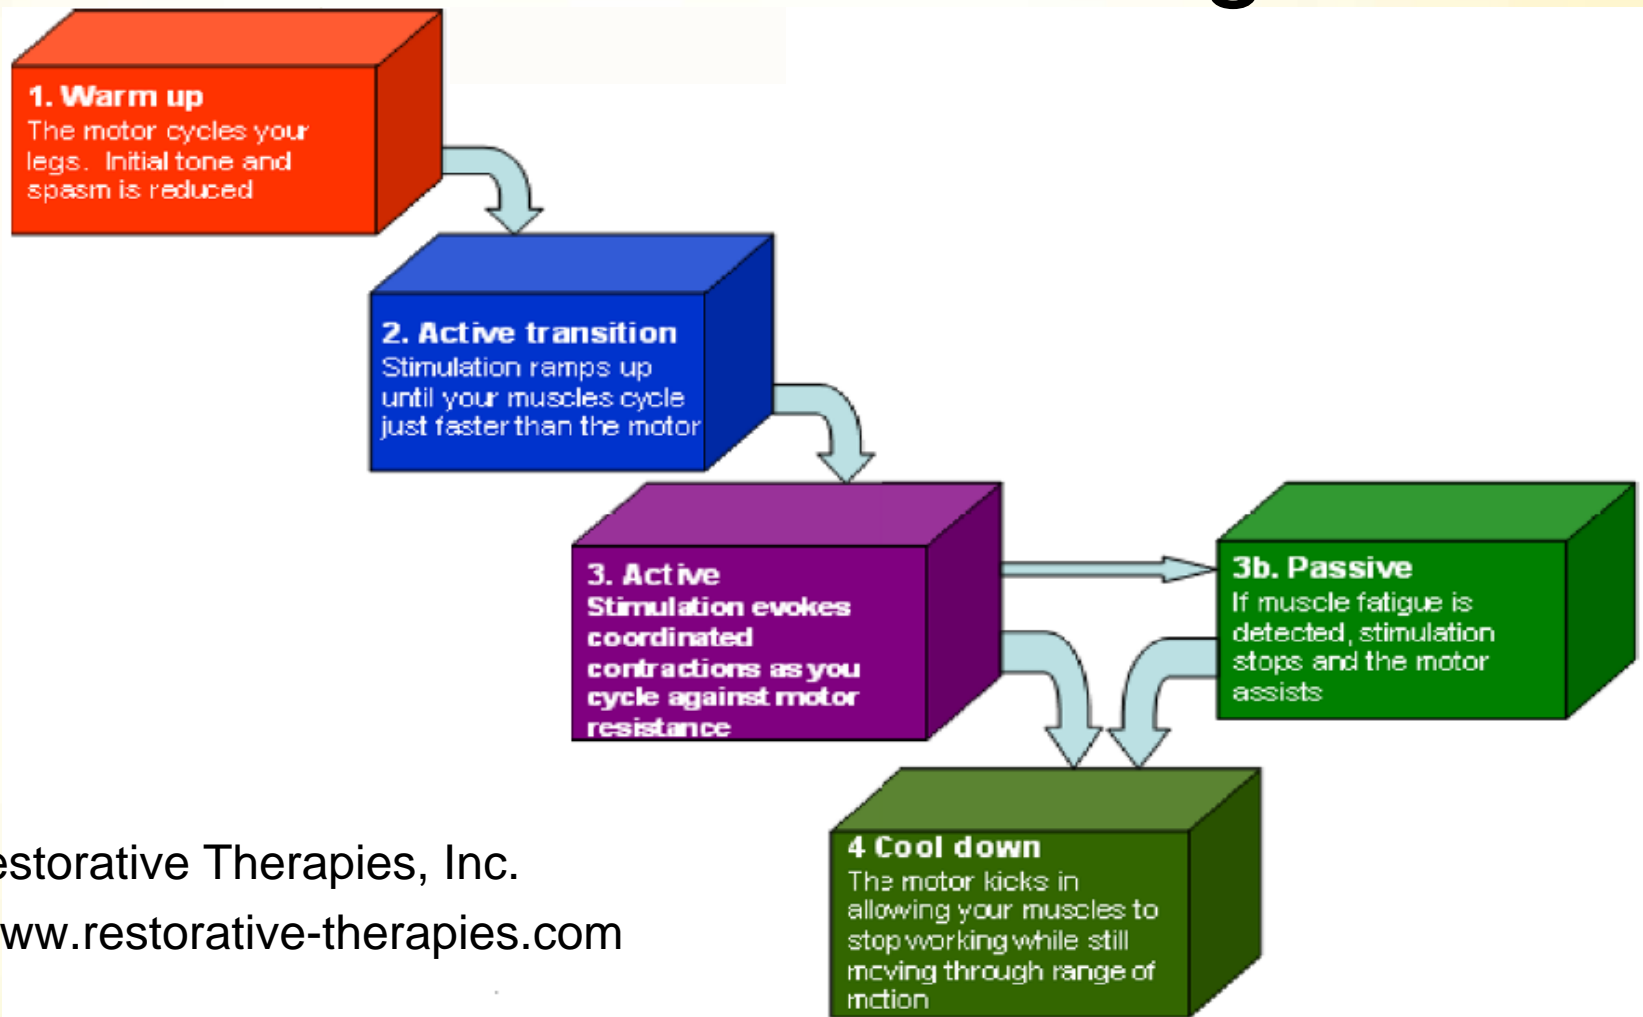 g
1. Warm up
The motor cycles your
legs. Initial tone and
spasm is reduced
2. Active transition
Stimulation ramps up
until your muscles cycle
just faster than the motor
3. Active
Stimulation evokes
coordinated
contractions as you
cycle against motor
resistance
3b. Passive
If muscle fatigue is
detected, stimulation
stops and the motor
assists
4 Cool down
The motor kicks in
allowing your muscles to
stop working while still
moving through range of
motion
estorative Therapies, Inc.
ww.restorative-therapies.com